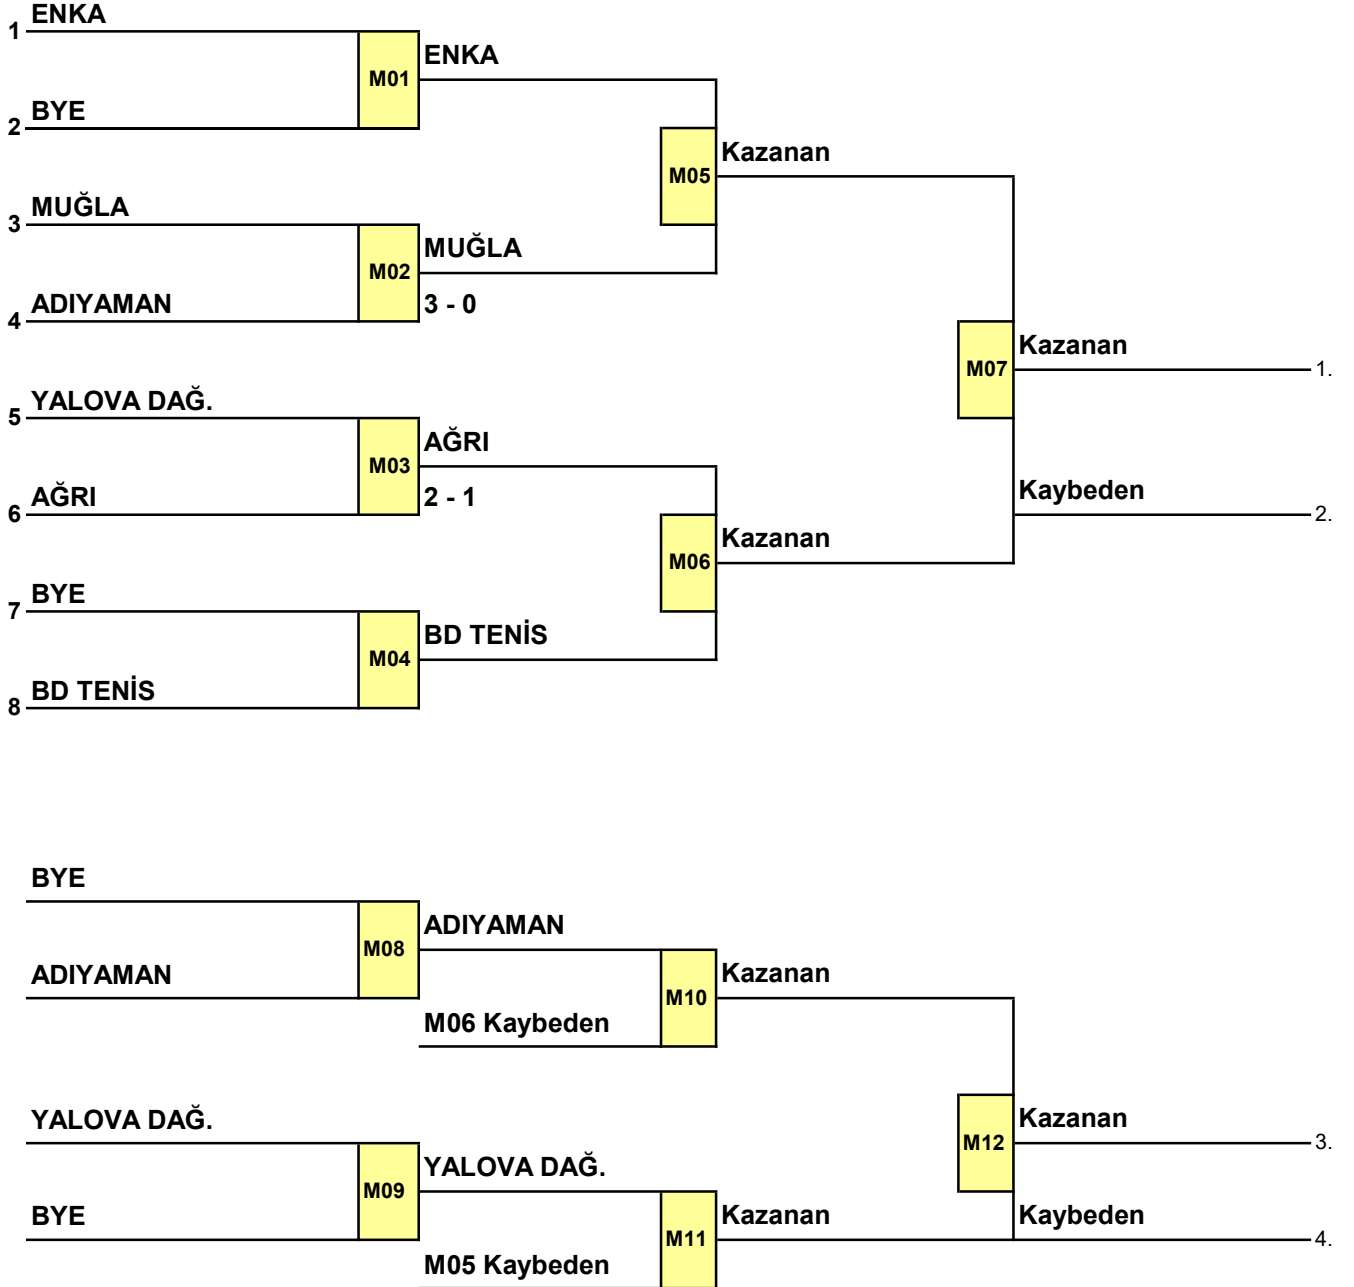 ENKA
1
M01
ENKA
BYE
2
M05
Kazanan
MUĞLA
3
M02
MUĞLA
ADIYAMAN
3 - 0
4
M07
Kazanan
1.
YALOVA DAĞ.
5
M03
AĞRI
AĞRI
2 - 1
6
Kaybeden
2.
M06
Kazanan
BYE
7
M04
BD TENİS
BD TENİS
8
BYE
M08
ADIYAMAN
ADIYAMAN
M10
Kazanan
M06 Kaybeden
YALOVA DAĞ.
M12
Kazanan
3.
M09
YALOVA DAĞ.
BYE
M11
Kazanan
Kaybeden
4.
M05 Kaybeden